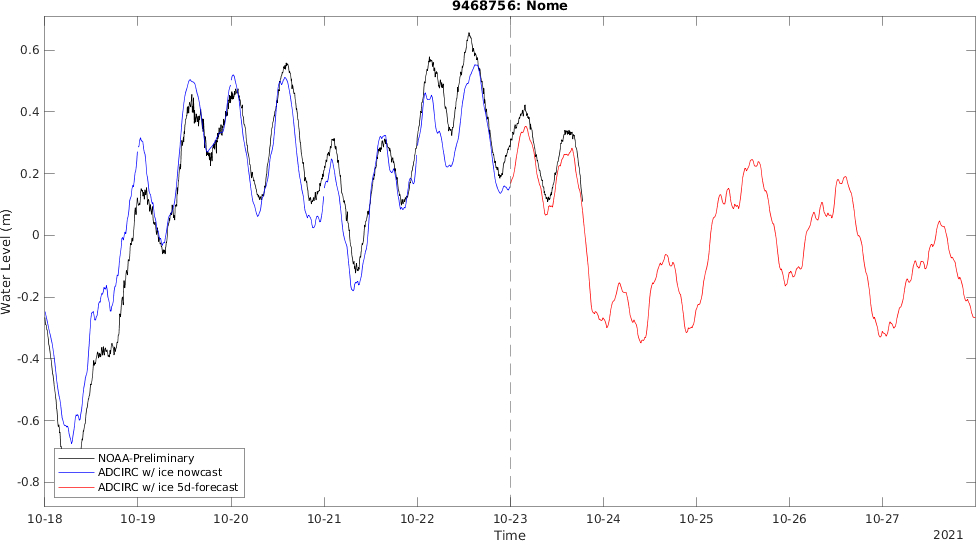 9468756: Nome
Water Level (m)
0.6
0.4
0.2
0
-0.2
-0.4
-0.6
-0.8
NOAA-Preliminary
ADCIRC w/ ice nowcast
ADCIRC w/ ice 5d-forecast
10-18 10-19 10-20 10-21 10-22 10-23 10-24 10-25 10-26 10-27
Time
2021